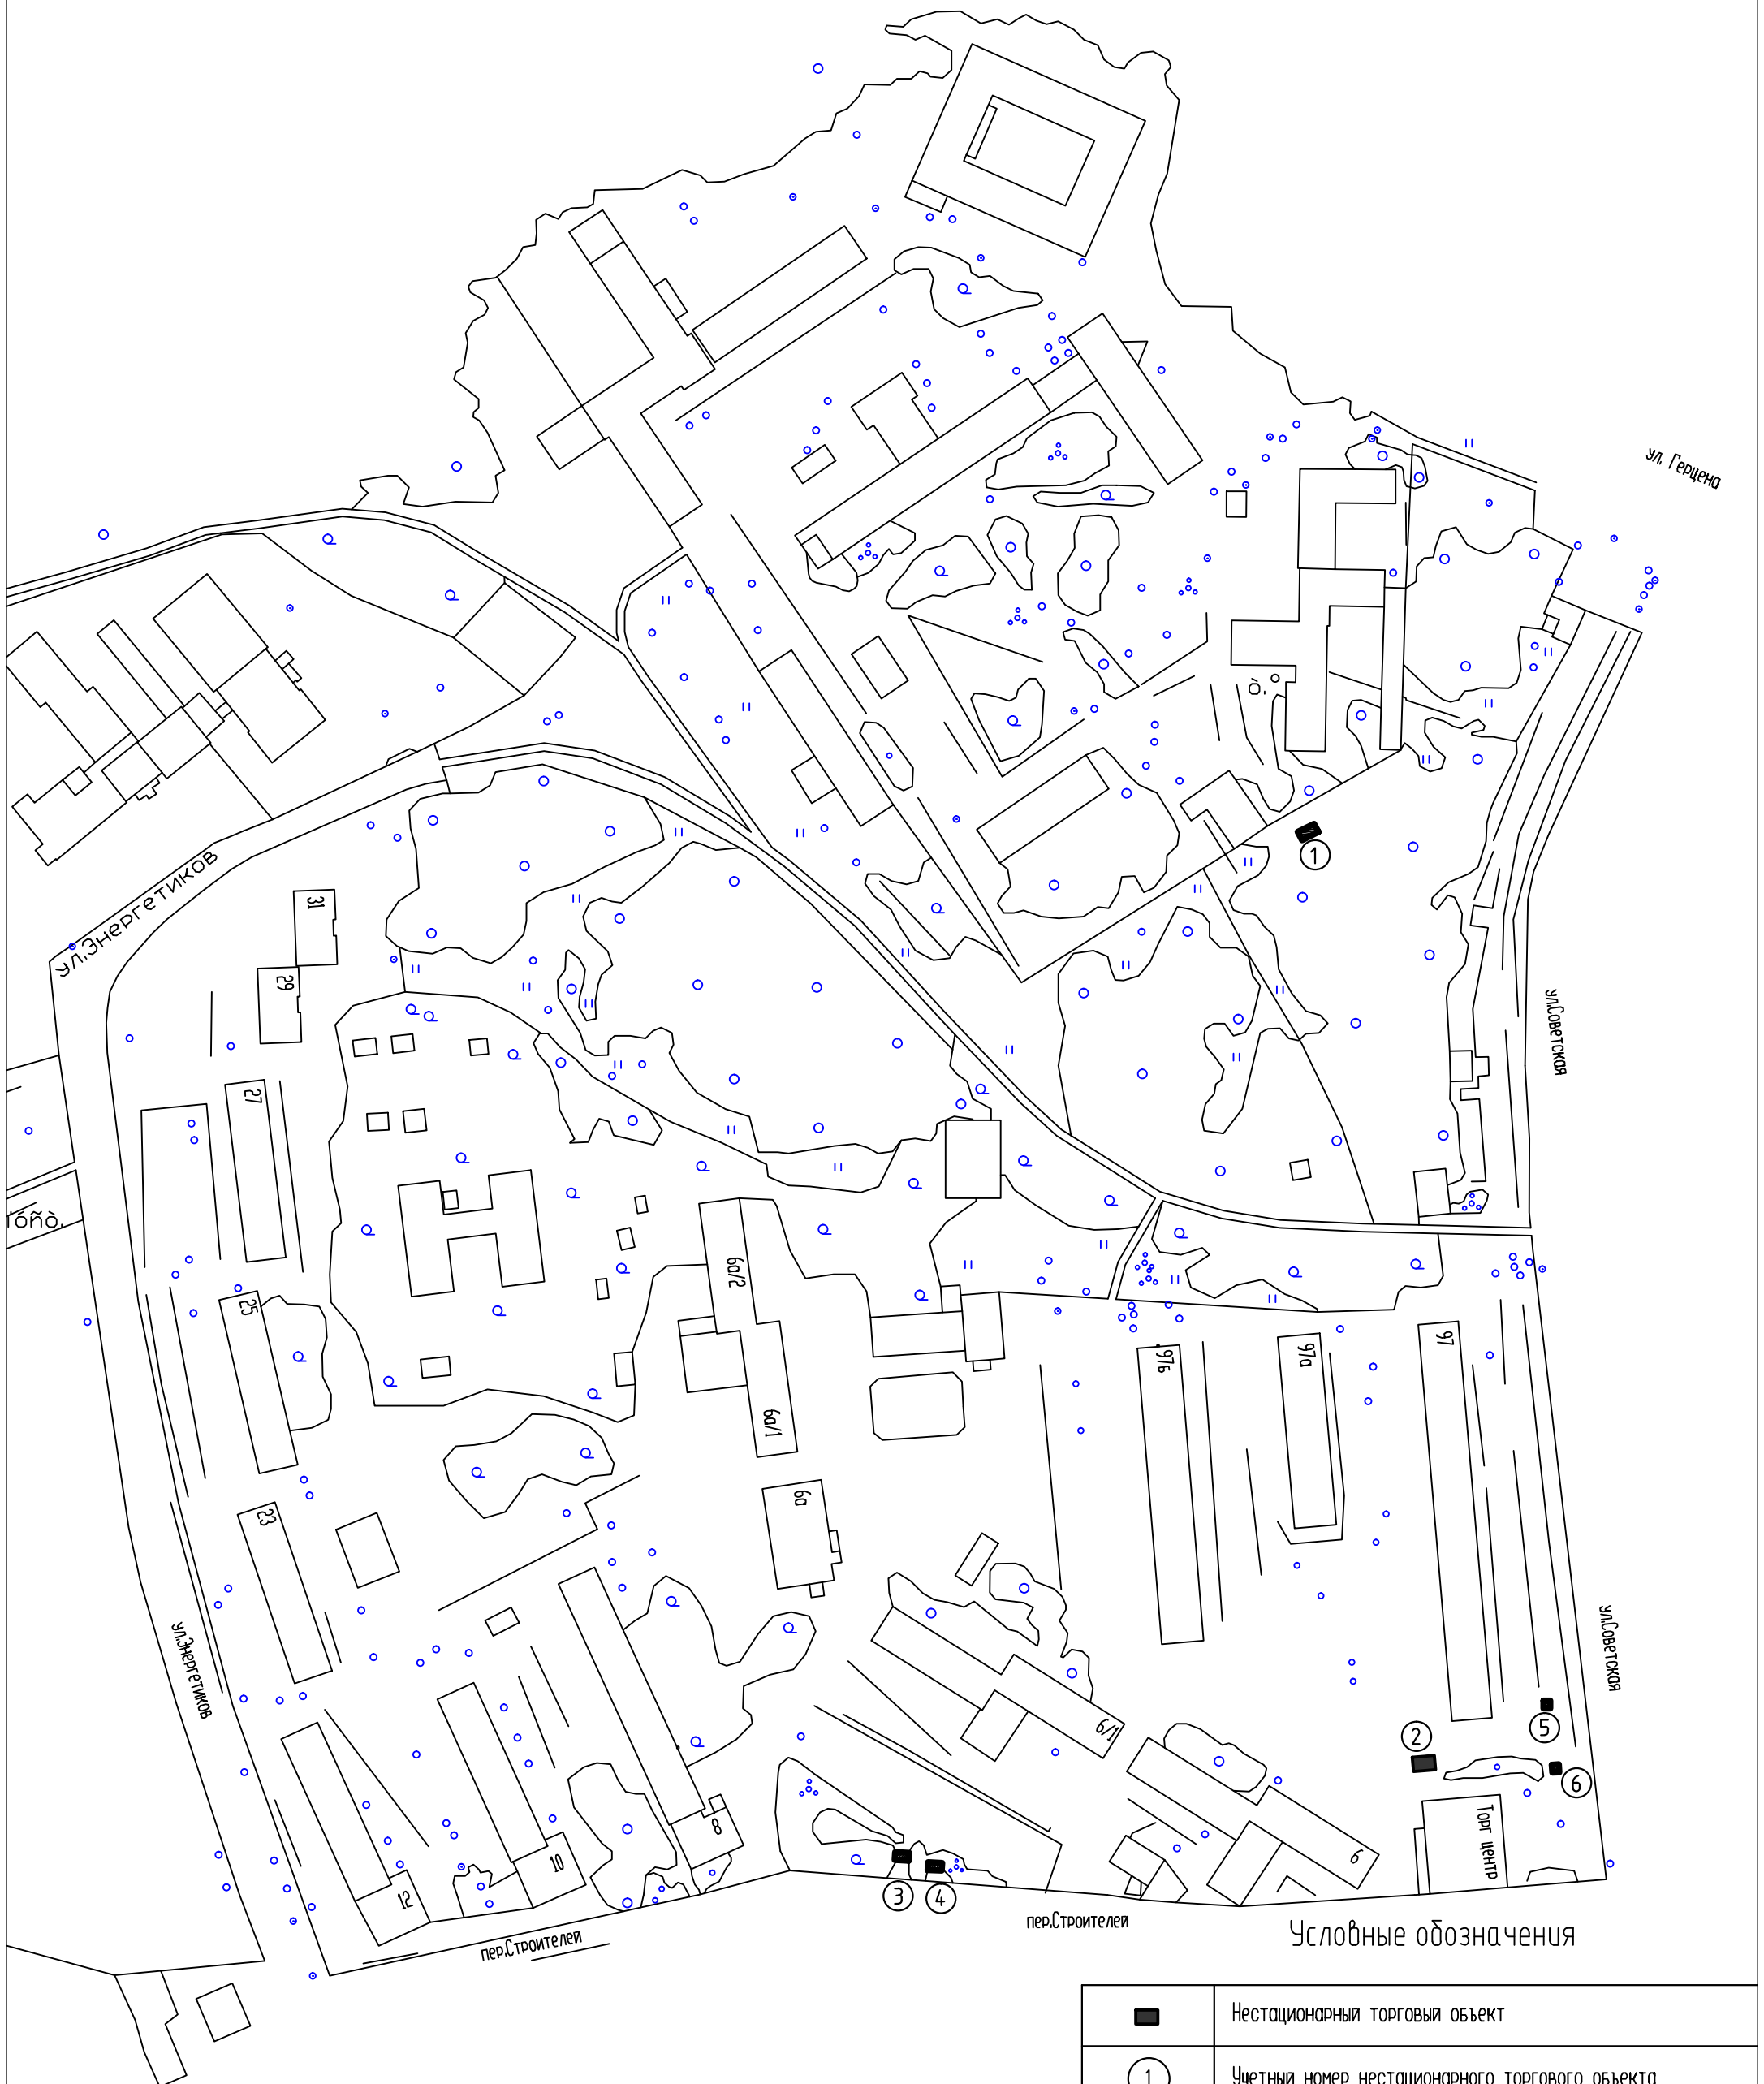 ул. Герцена
ò.
1
ул.Энергетиков
31
29
ул.Советская
27
óñò.
6а/2
25
97Б
97а
97
6а/1
6а
23
ул.Энергетиков
ул.Советская
6/1
5
2
6
Торг центр
8
10
6
12
3
4
пер.Строителей
пер.Строителей
Условные обозначения
Нестационарный торговый объект
1
Учетный номер нестационарного торгового объекта